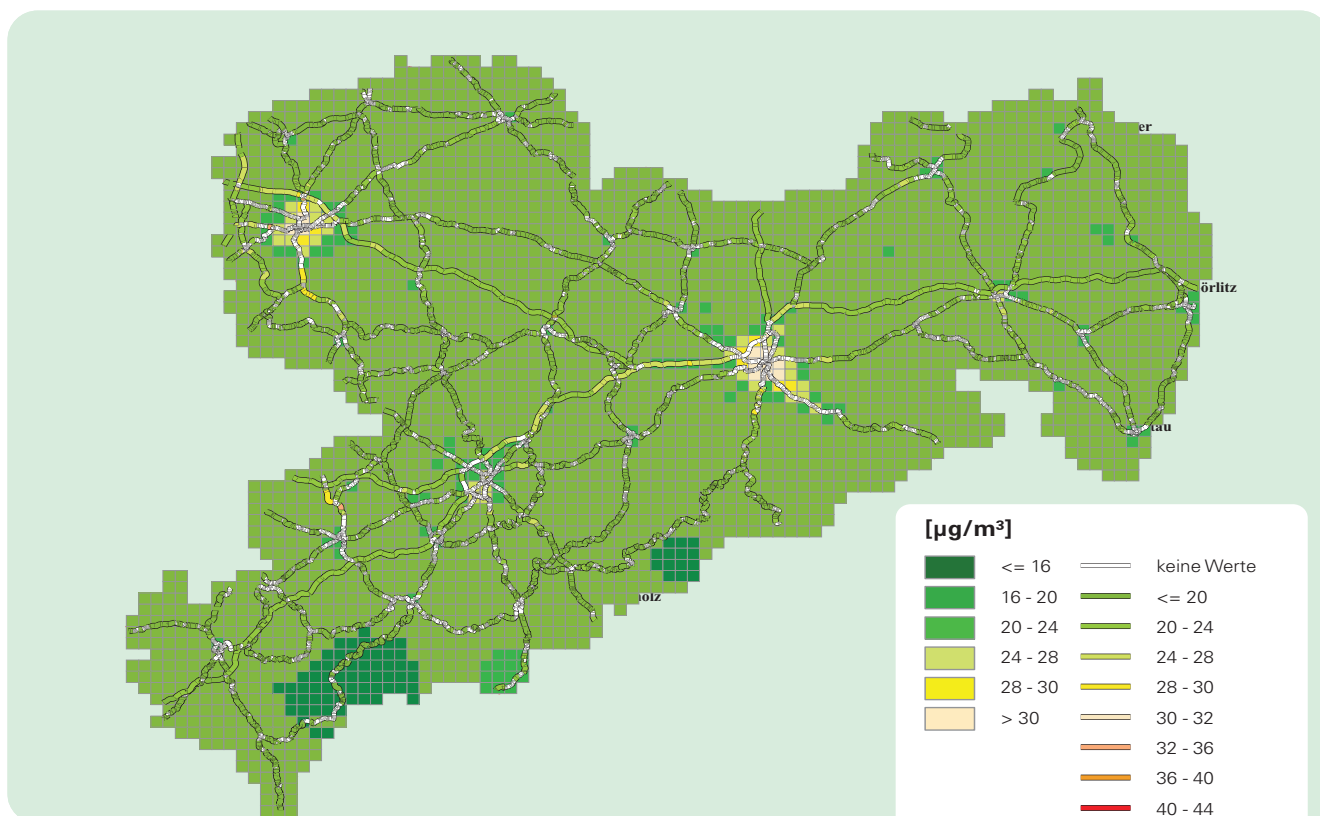 er
örlitz
tau
holz
[µg/m³]
<= 16
16 - 20
20 - 24
24 - 28
28 - 30
> 30
keine Werte
<= 20
20 - 24
24 - 28
28 - 30
30 - 32
32 - 36
36 - 40
40 - 44